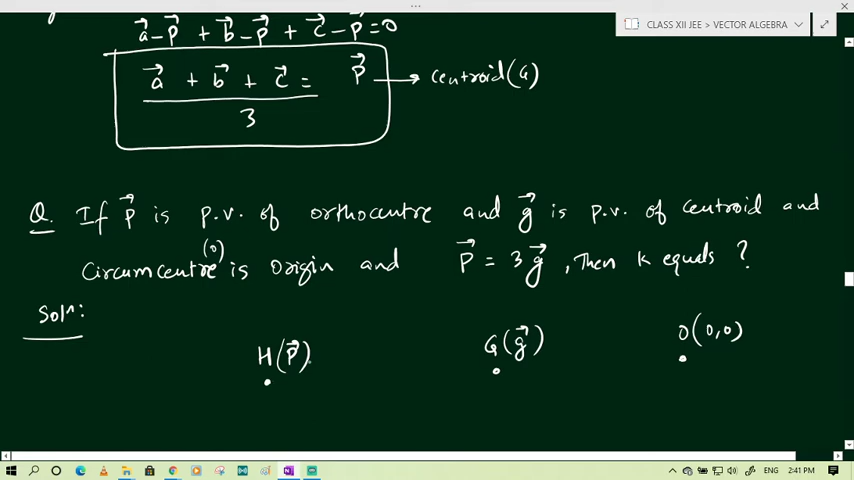 CLASS XII JEE > VECTOR ALGEBRA
a⃗ - p⃗ + b⃗ - p⃗ + c⃗ - p⃗ = 0
a⃗ + b⃗ + c⃗ = p⃗ → centroid (G)
3
Q. If p⃗ is p.v. of orthocentre and g⃗ is p.v. of centroid and
circumcentre (O) is origin and p⃗ = 3g⃗, Then k equals ?
Solⁿ:
H(p⃗) G(g⃗) O(0,0)
ENG 2:41 PM